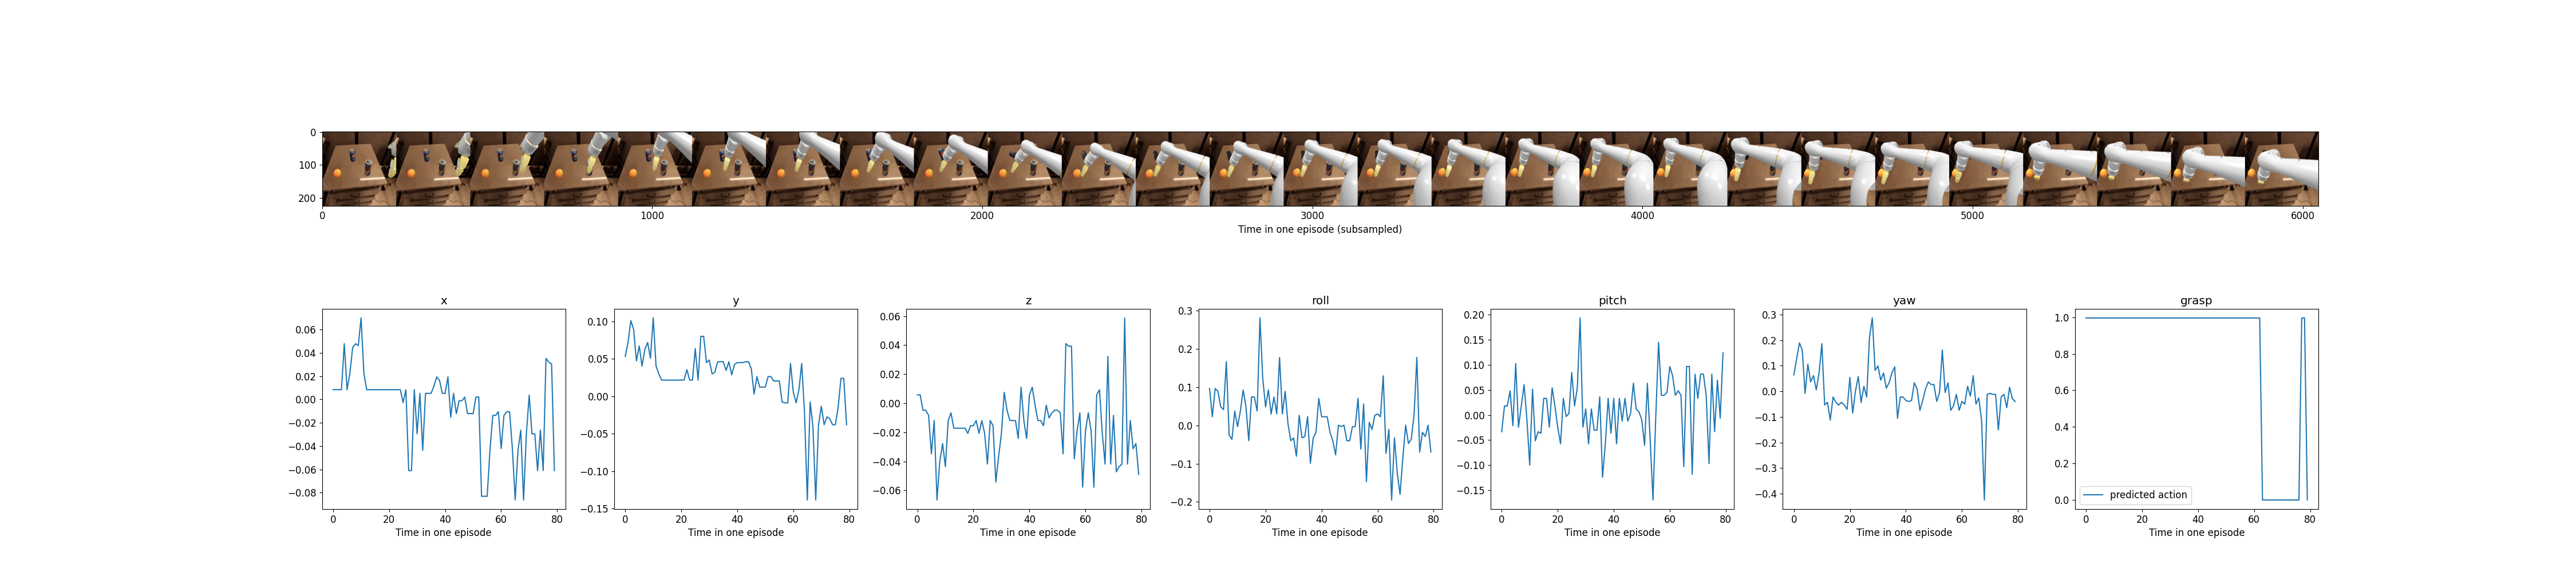 0
100
200
0 1000 2000 3000 4000 5000 6000
Time in one episode (subsampled)
x
0.06
0.04
0.02
0.00
−0.02
−0.04
−0.06
−0.08
0 20 40 60 80
Time in one episode
y
0.10
0.05
0.00
−0.05
−0.10
−0.15
0 20 40 60 80
Time in one episode
z
0.06
0.04
0.02
0.00
−0.02
−0.04
−0.06
0 20 40 60 80
Time in one episode
roll
0.3
0.2
0.1
0.0
−0.1
−0.2
0 20 40 60 80
Time in one episode
pitch
0.20
0.15
0.10
0.05
0.00
−0.05
−0.10
−0.15
0 20 40 60 80
Time in one episode
yaw
0.3
0.2
0.1
0.0
−0.1
−0.2
−0.3
−0.4
0 20 40 60 80
Time in one episode
grasp
1.0
0.8
0.6
0.4
0.2
0.0
predicted action
0 20 40 60 80
Time in one episode